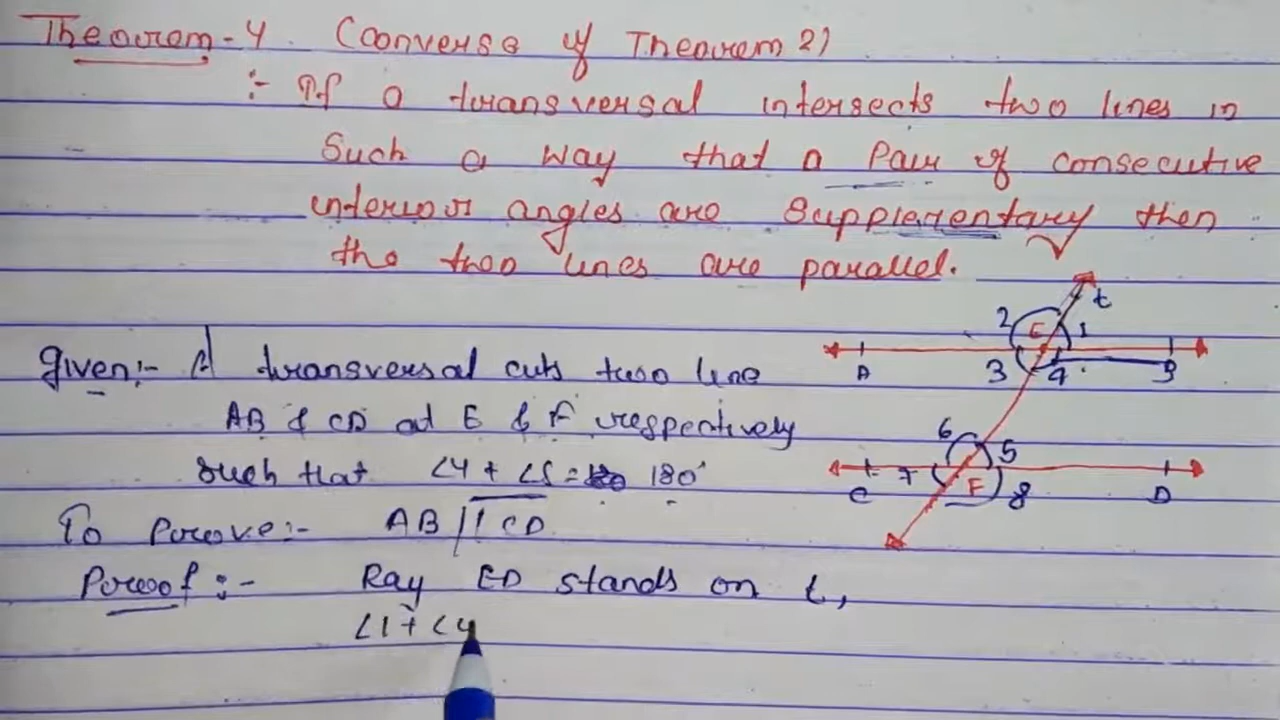 Theorem-4. (Converse of Theorem 2)
:- If a transversal intersects two lines in
Such a way that a Pair of consecutive
interior angles are Supplementary then
the two lines are parallel.
t
2 E 1
A 3 4 B
Given:- A transversal cuts two line
AB & CD at E & F respectively
6 5
such that ∠4 + ∠5 = 180°
7 F 8
C D
To Prove:- AB || CD
Proof:- Ray ED stands on t,
∠1 + ∠4